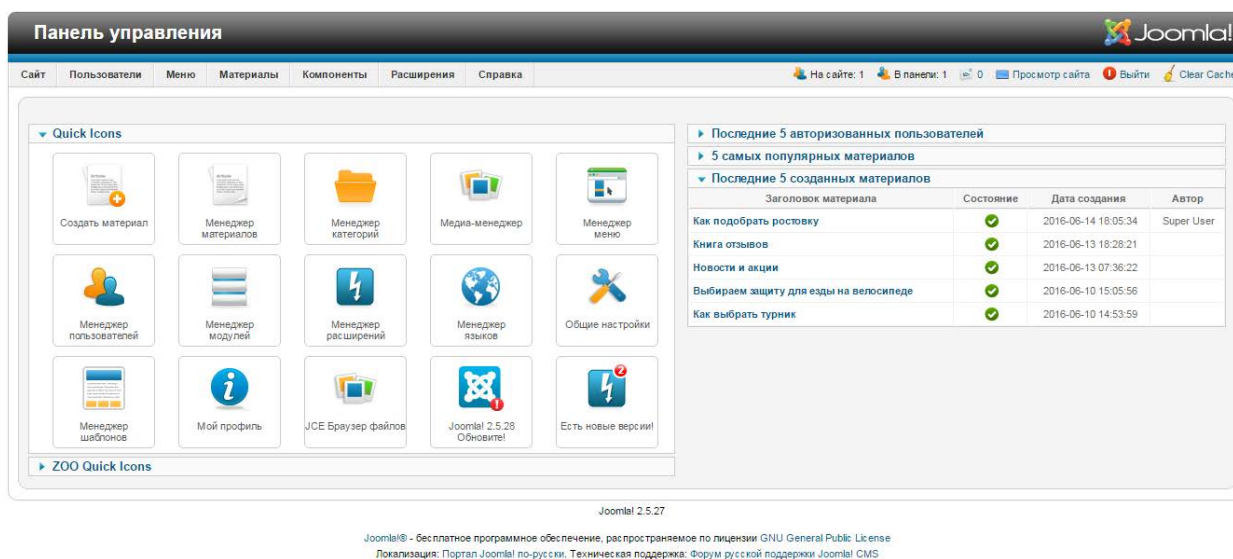 Панель управления
Joomla!
Сайт Пользователи Меню Материалы Компоненты Расширения Справка На сайте: 1 В панели: 1 0 Просмотр сайта Выйти Clear Cache
Quick Icons
Создать материал
Менеджер
материалов
Менеджер
категорий
Медиа-менеджер
Менеджер
меню
Менеджер
пользователей
Менеджер
модулей
Менеджер
расширений
Менеджер
языков
Общие настройки
Менеджер
шаблонов
Мой профиль
JCE Браузер файлов
Joomla! 2.5.28
Обновите!
2
Есть новые версии!
ZOO Quick Icons
Последние 5 авторизованных пользователей
5 самых популярных материалов
Последние 5 созданных материалов
Заголовок материала Состояние Дата создания Автор
Как подобрать ростовку 2016-06-14 18:05:34 Super User
Книга отзывов 2016-06-13 18:28:21
Новости и акции 2016-06-13 07:36:22
Выбираем защиту для езды на велосипеде 2016-06-10 15:05:56
Как выбрать турник 2016-06-10 14:53:59
Joomla! 2.5.27
Joomla!® - бесплатное программное обеспечение, распространяемое по лицензии GNU General Public License
Локализация: Портал Joomla! по-русски. Техническая поддержка: Форум русской поддержки Joomla! CMS